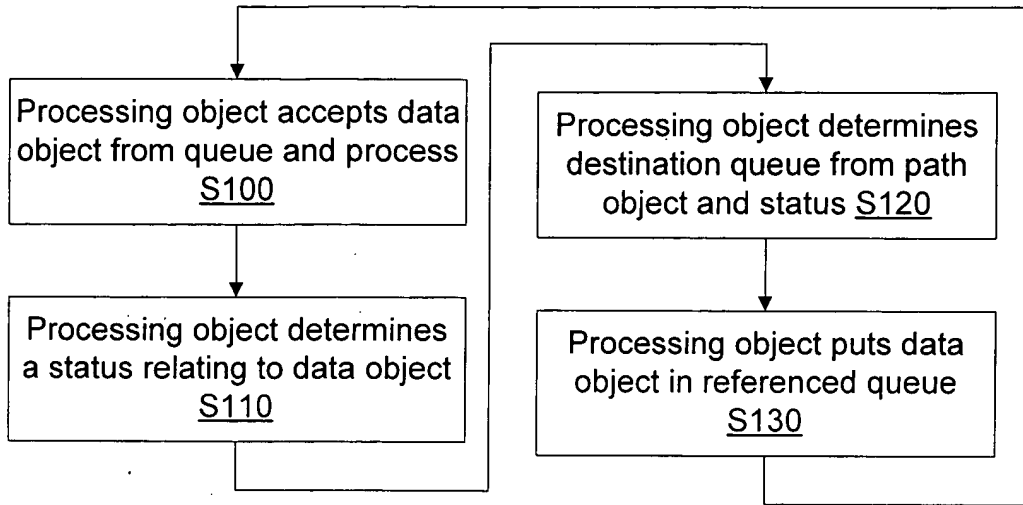 Processing object accepts data
object from queue and process
S100
Processing object determines
a status relating to data object
S110
Processing object determines
destination queue from path
object and status S120
Processing object puts data
object in referenced queue
S130